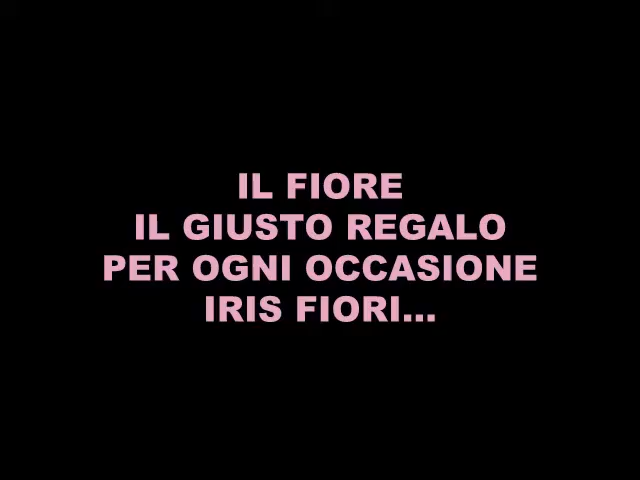 IL FIORE
IL GIUSTO REGALO
PER OGNI OCCASIONE
IRIS FIORI...